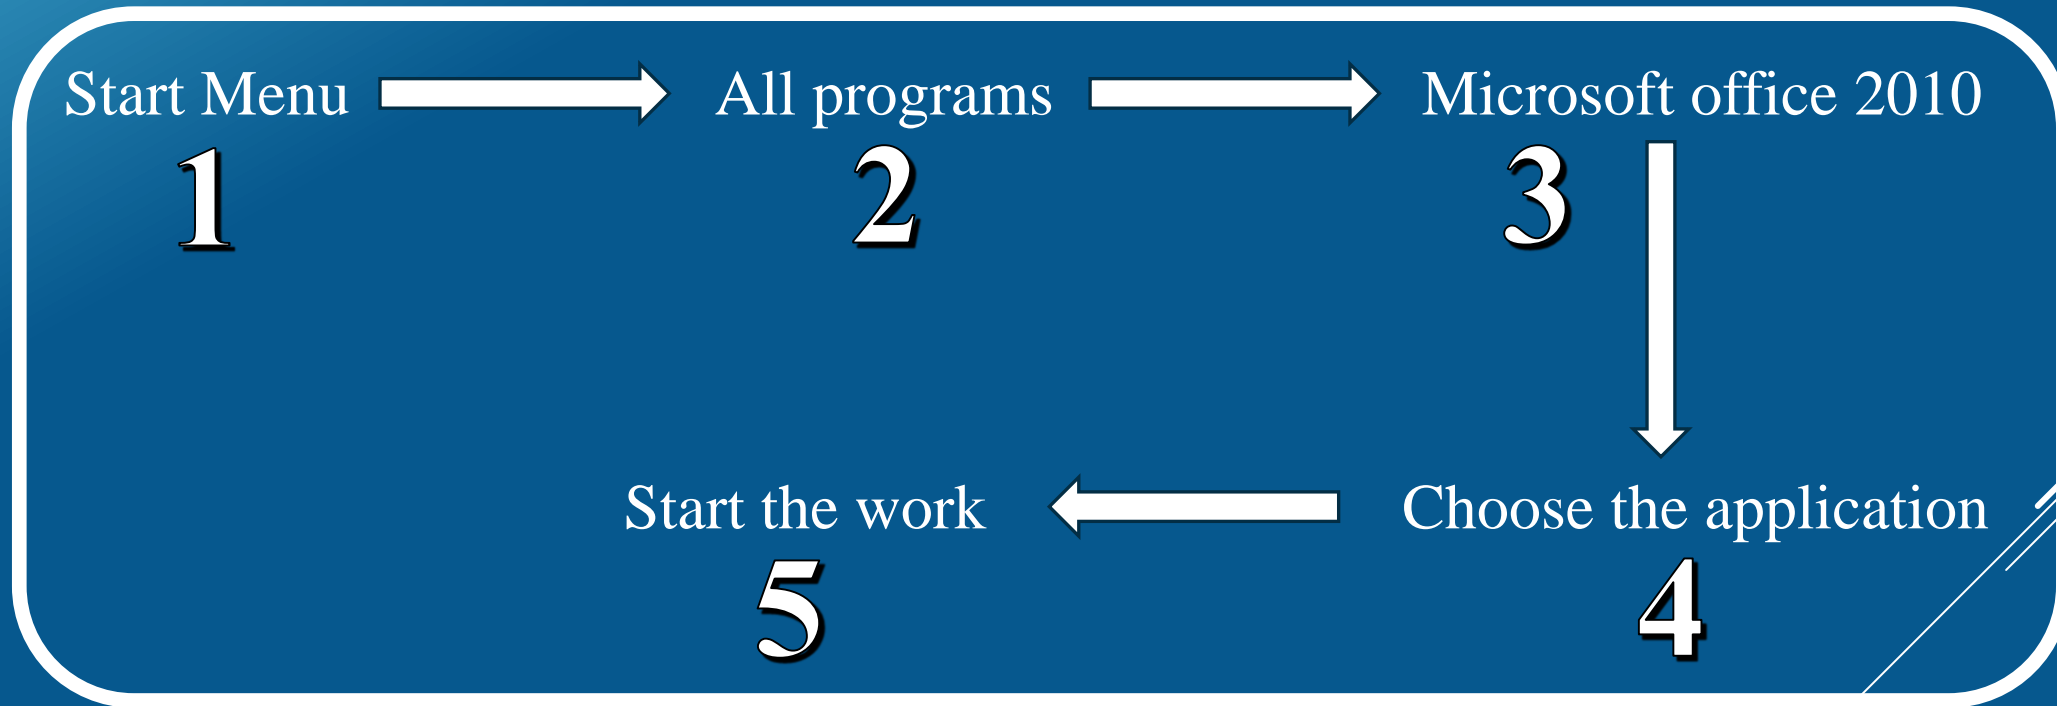 Start Menu All programs Microsoft office 2010
1 2 3
Start the work Choose the application
5 4